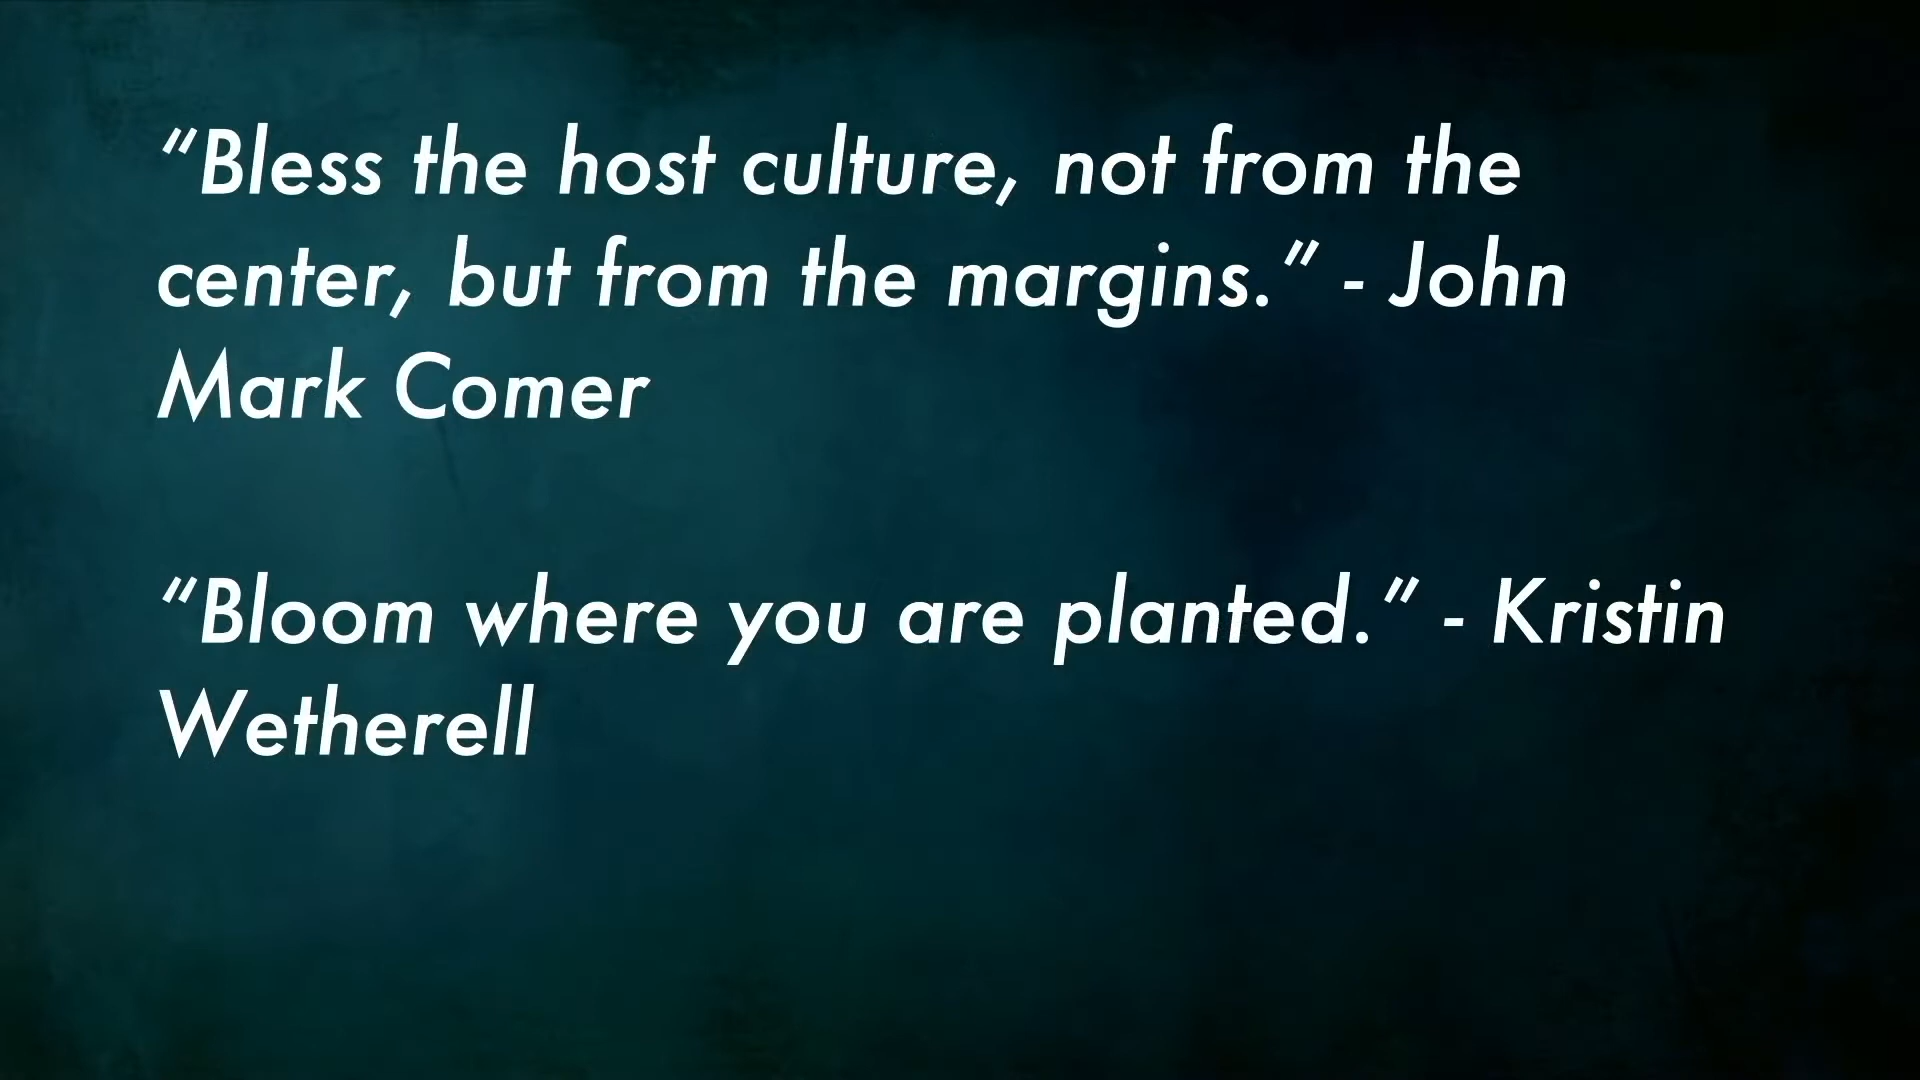 “Bless the host culture, not from the
center, but from the margins.” - John
Mark Comer
“Bloom where you are planted.” - Kristin
Wetherell